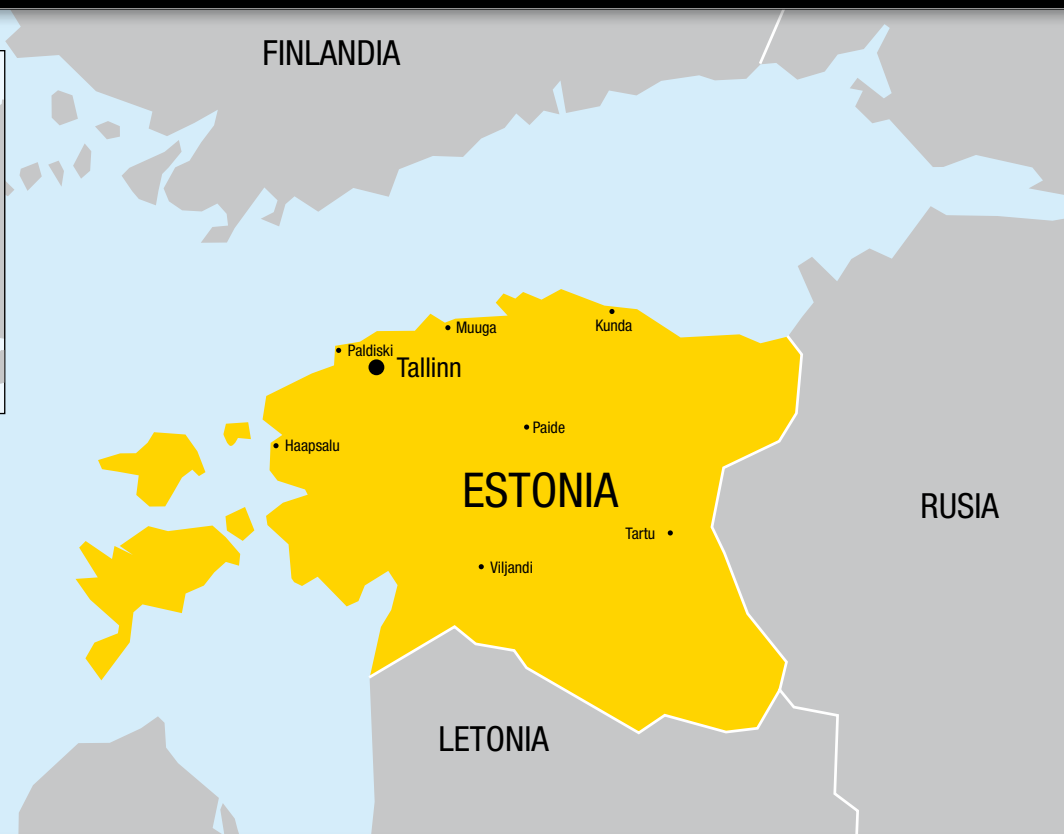 FINLANDIA
Muuga
Kunda
Paldiski
Tallinn
Paide
Haapsalu
ESTONIA
RUSIA
Tartu
Viljandi
LETONIA